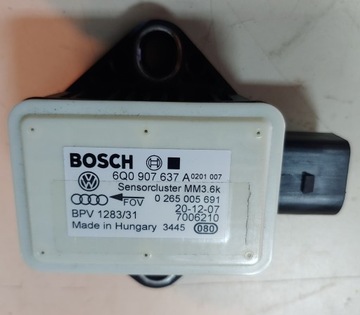 BOSCH
6Q0 907 637 A 0201 007
Sensorcluster MM3.6k
FOV 0 265 005 691
20-12-07
BPV 1283/31 7006210
Made in Hungary 3445 080